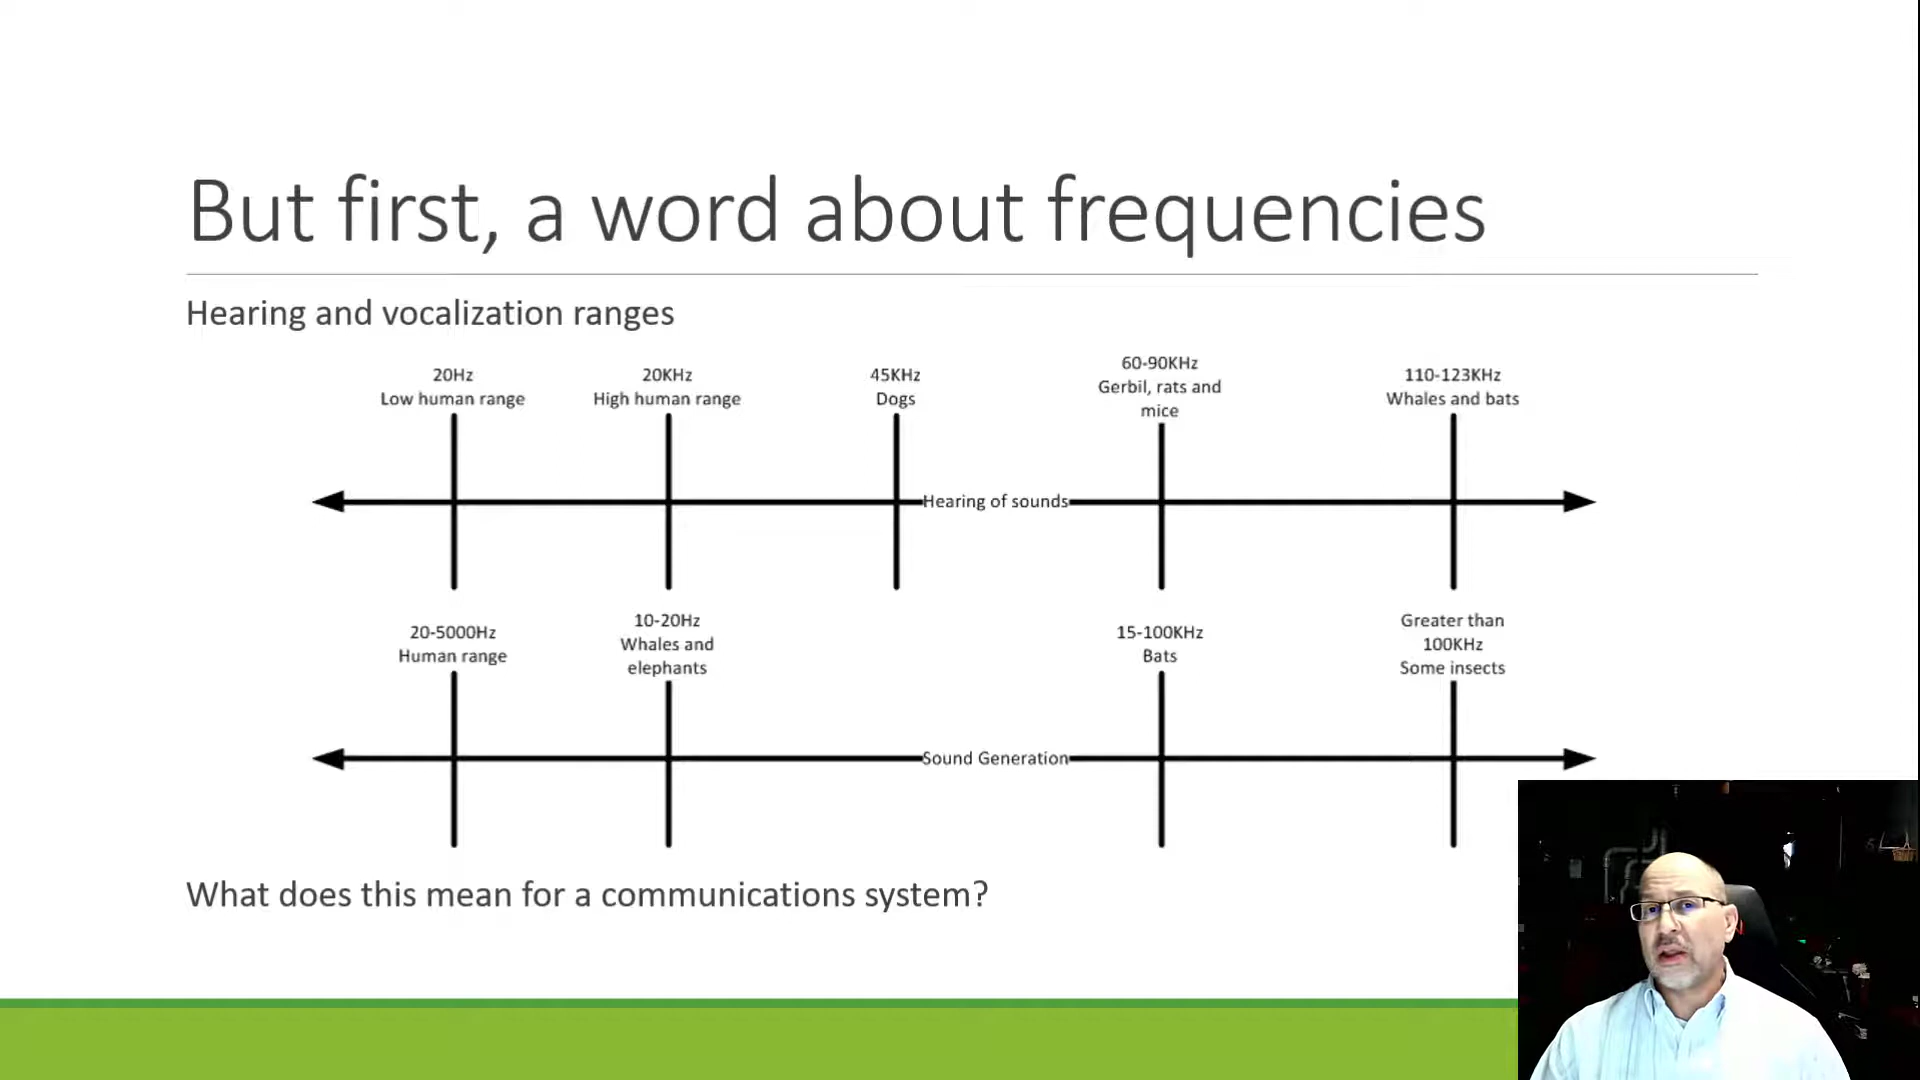 But first, a word about frequencies
Hearing and vocalization ranges
20Hz
Low human range
20KHz
High human range
45KHz
Dogs
60-90KHz
Gerbil, rats and
mice
110-123KHz
Whales and bats
Hearing of sounds
20-5000Hz
Human range
10-20Hz
Whales and
elephants
15-100KHz
Bats
Greater than
100KHz
Some insects
Sound Generation
What does this mean for a communications system?